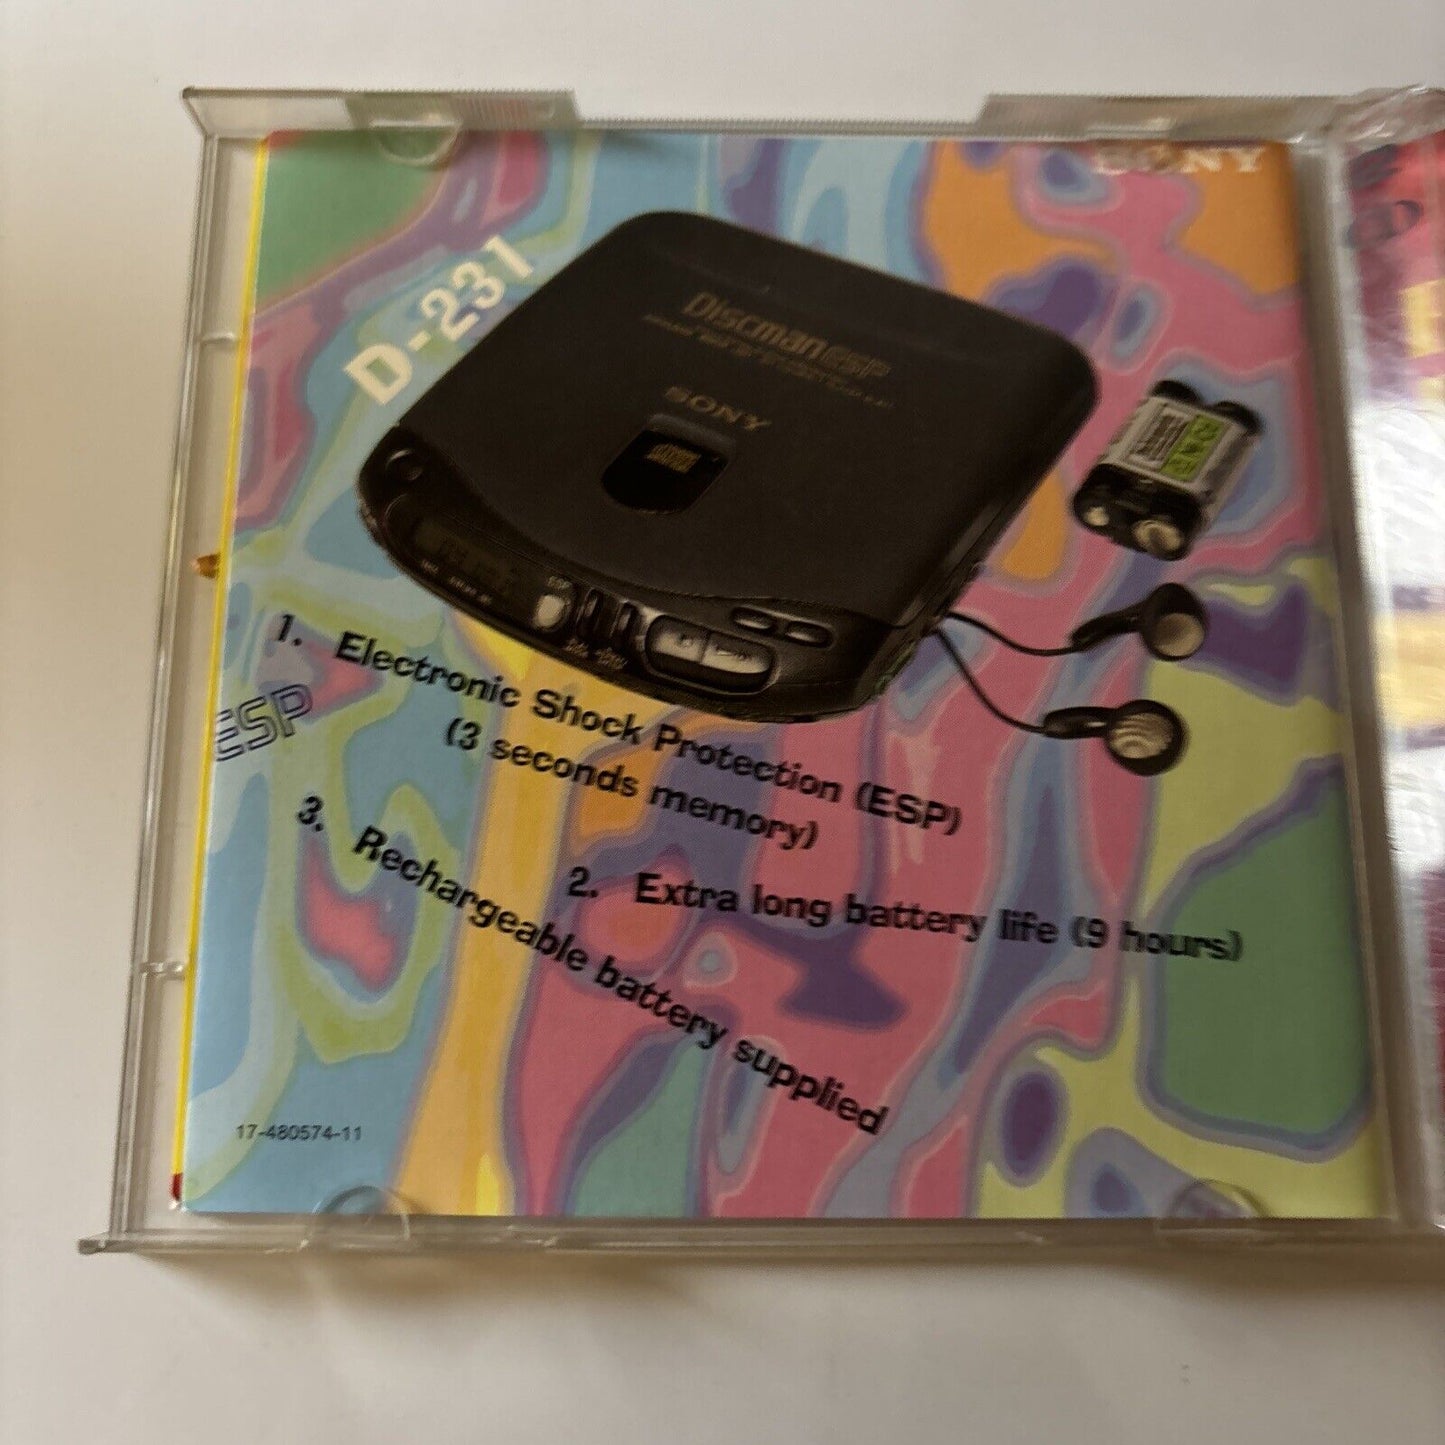 SONY
D-231
Discman ESP
SONY
ESP
1. Electronic Shock Protection (ESP)
(3 seconds memory)
2. Extra long battery life (9 hours)
3. Rechargeable battery supplied
17-480574-11